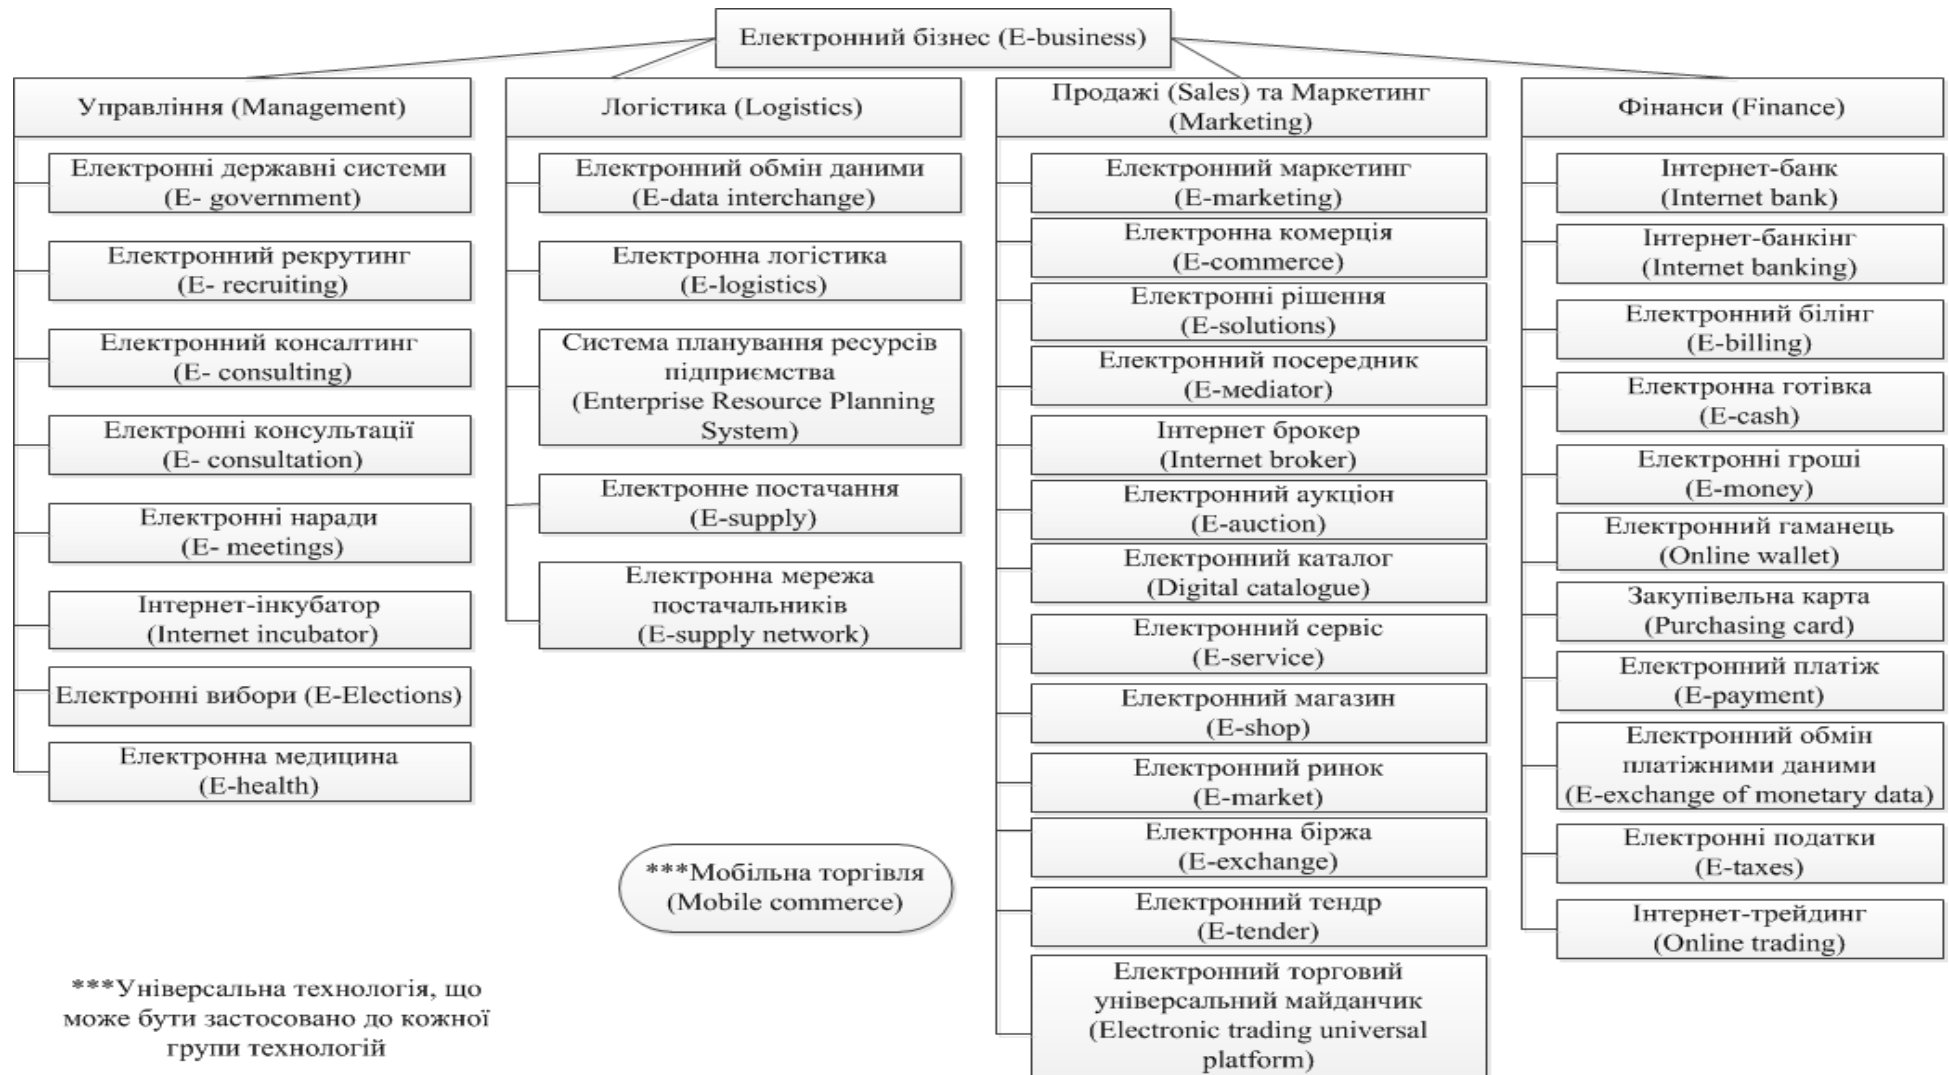 Електронний бізнес (E-business)
Управління (Management)
Електронні державні системи
(E- government)
Електронний рекрутинг
(E- recruiting)
Електронний консалтинг
(E- consulting)
Електронні консультації
(E- consultation)
Електронні наради
(E- meetings)
Інтернет-інкубатор
(Internet incubator)
Електронні вибори (E-Elections)
Електронна медицина
(E-health)
Логістика (Logistics)
Електронний обмін даними
(E-data interchange)
Електронна логістика
(E-logistics)
Система планування ресурсів
підприємства
(Enterprise Resource Planning
System)
Електронне постачання
(E-supply)
Електронна мережа
постачальників
(E-supply network)
Продажі (Sales) та Маркетинг
(Marketing)
Електронний маркетинг
(E-marketing)
Електронна комерція
(E-commerce)
Електронні рішення
(E-solutions)
Електронний посередник
(E-мediator)
Інтернет брокер
(Internet broker)
Електронний аукціон
(E-auction)
Електронний каталог
(Digital catalogue)
Електронний сервіс
(E-service)
Електронний магазин
(E-shop)
Електронний ринок
(E-market)
Електронна біржа
(E-exchange)
Електронний тендр
(E-tender)
Електронний торговий
універсальний майданчик
(Electronic trading universal
platform)
Фінанси (Finance)
Інтернет-банк
(Internet bank)
Інтернет-банкінг
(Internet banking)
Електронний білінг
(E-billing)
Електронна готівка
(E-cash)
Електронні гроші
(E-money)
Електронний гаманець
(Online wallet)
Закупівельна карта
(Purchasing card)
Електронний платіж
(E-payment)
Електронний обмін
платіжними даними
(E-exchange of monetary data)
Електронні податки
(E-taxes)
Інтернет-трейдинг
(Online trading)
***Мобільна торгівля
(Mobile commerce)
***Універсальна технологія, що
може бути застосовано до кожної
групи технологій